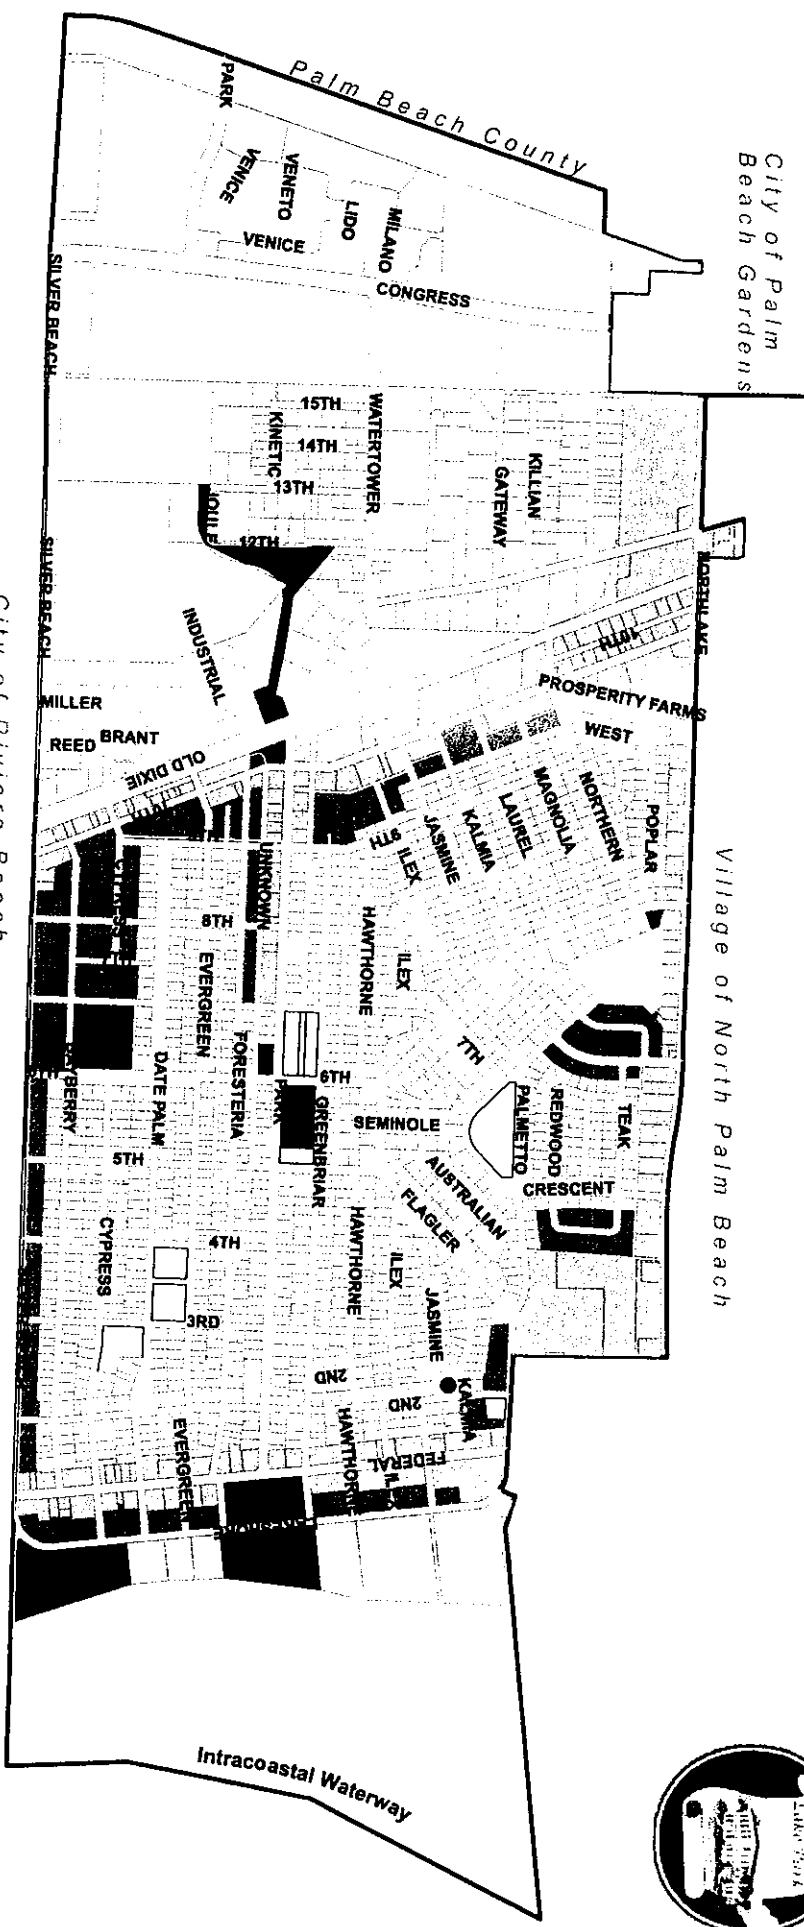 City of Palm
Beach Gardens
Palm Beach County
PARK
VENICE
VENETO
LIDO
MILANO
VENICE
CONGRESS
SILVER BEACH
15TH
WATERTOWER
KINETIC
14TH
KILLIAN
GATEWAY
13TH
JOULE
12TH
SILVER BEACH
NORTHLAKE
10TH
INDUSTRIAL
PROSPERITY FARMS
MILLER
WEST
REED
BRANT
OLD DIXIE
NORTHERN
MAGNOLIA
LAUREL
KALMIA
JASMINE
ILEX
9TH
POPLAR
UNKNOWN
Village of North Palm Beach
8TH
HAWTHORNE
ILEX
EVERGREEN
7TH
FORESTERIA
DATE PALM
6TH
PARK
GREENBRIAR
SEMINOLE
PALMETTO
REDWOOD
TEAK
CRESCENT
AUSTRALIAN
FLAGLER
5TH
CYPRESS
4TH
HAWTHORNE
ILEX
JASMINE
3RD
2ND
2ND
KALMIA
EVERGREEN
HAWTHORNE
FEDERAL
Intracoastal Waterway